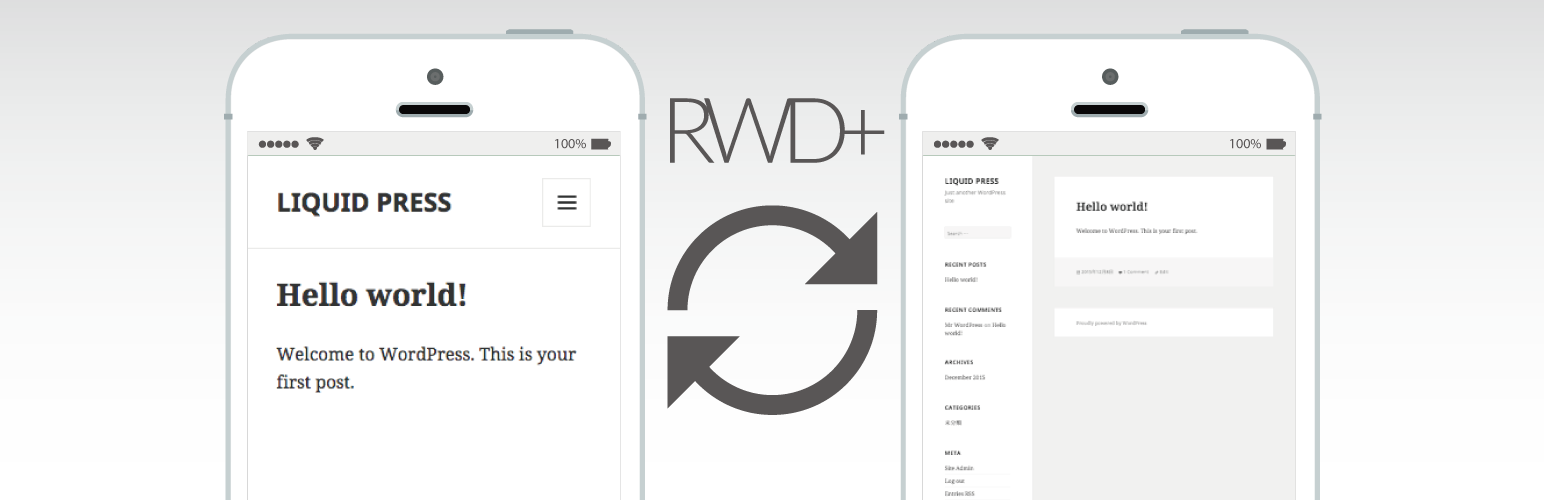 100%
LIQUID PRESS
Hello world!
Welcome to WordPress. This is your
first post.
RWD+
100%
LIQUID PRESS
Just another WordPress
site
Search …
RECENT POSTS
Hello world!
RECENT COMMENTS
Mr WordPress on Hello
world!
ARCHIVES
December 2015
CATEGORIES
未分類
META
Site Admin
Log out
Entries RSS
Hello world!
Welcome to WordPress. This is your first post.
1 Comment
Edit
Proudly powered by WordPress